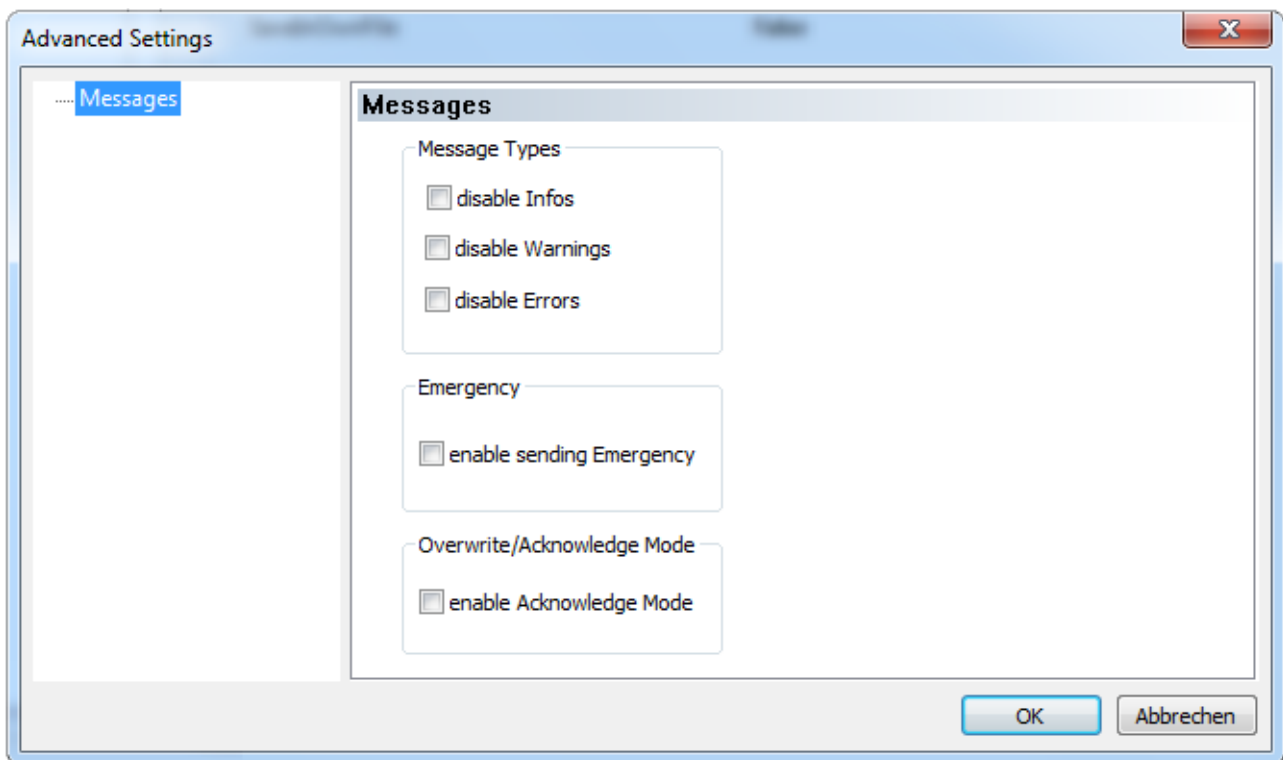 Advanced Settings
Messages
Messages
Message Types
disable Infos
disable Warnings
disable Errors
Emergency
enable sending Emergency
Overwrite/Acknowledge Mode
enable Acknowledge Mode
OK
Abbrechen